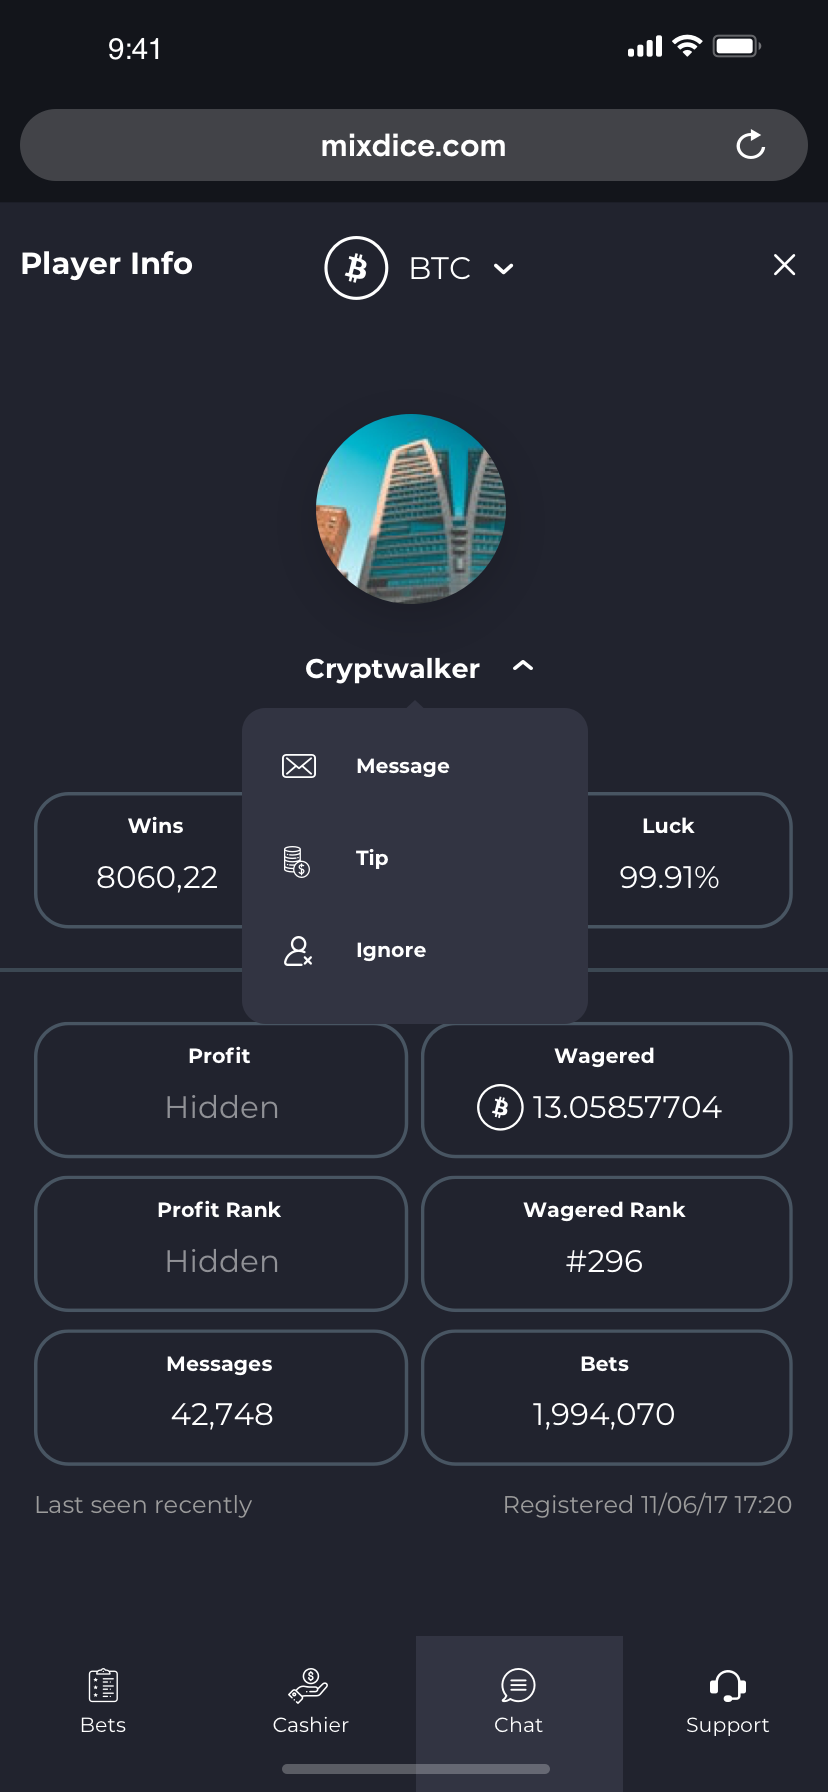 9:41
mixdice.com
Player Info
BTC
Cryptwalker
Message
Tip
Ignore
Wins
8060,22
Luck
99.91%
Profit
Hidden
Wagered
13.05857704
Profit Rank
Hidden
Wagered Rank
#296
Messages
42,748
Bets
1,994,070
Last seen recently
Registered 11/06/17 17:20
Bets
Cashier
Chat
Support